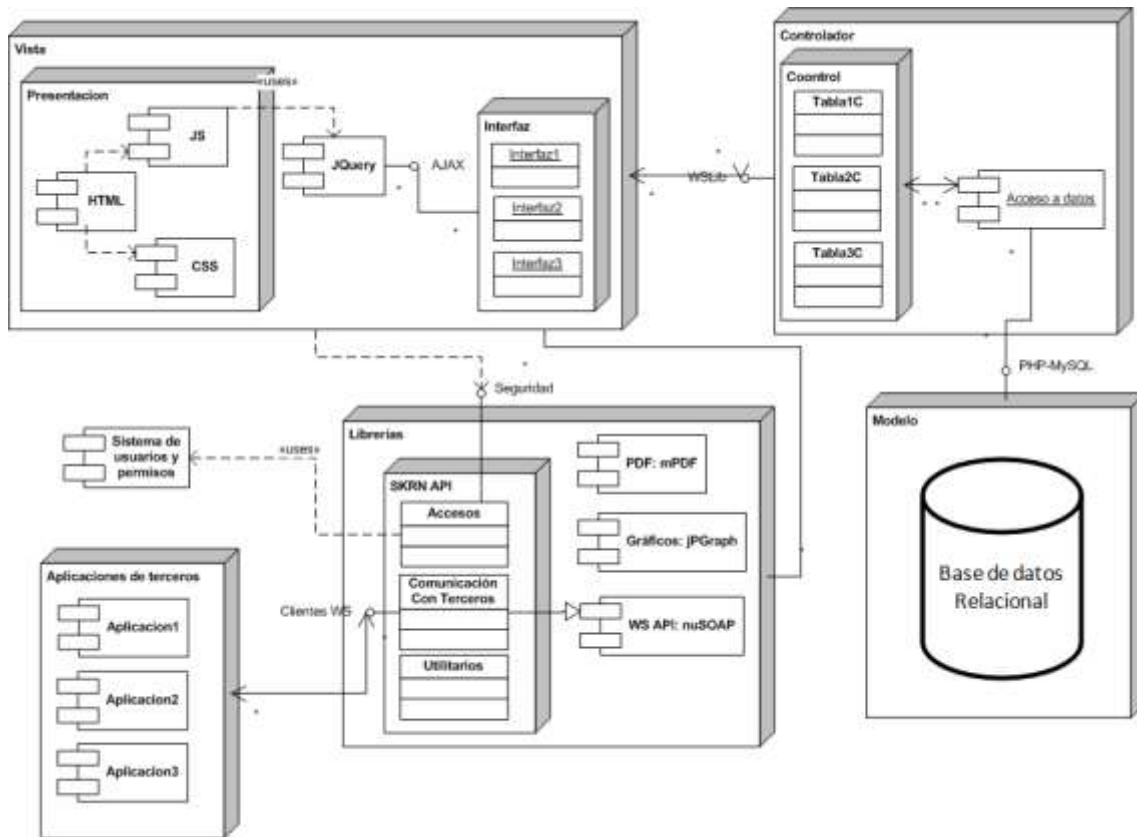 Vista
Presentacion
«uses»
JS
HTML
CSS
JQuery
AJAX
Interfaz
Interfaz1
Interfaz2
Interfaz3
WSLib
Controlador
Coontrol
Tabla1C
Tabla2C
Tabla3C
Acceso a datos
PHP-MySQL
Seguridad
Sistema de
usuarios y
permisos
«uses»
Librerias
SKRN API
Accesos
Comunicación
Con Terceros
Utilitarios
PDF: mPDF
Gráficos: jPGraph
WS API: nuSOAP
Clientes WS
Aplicaciones de terceros
Aplicacion1
Aplicacion2
Aplicacion3
Modelo
Base de datos
Relacional